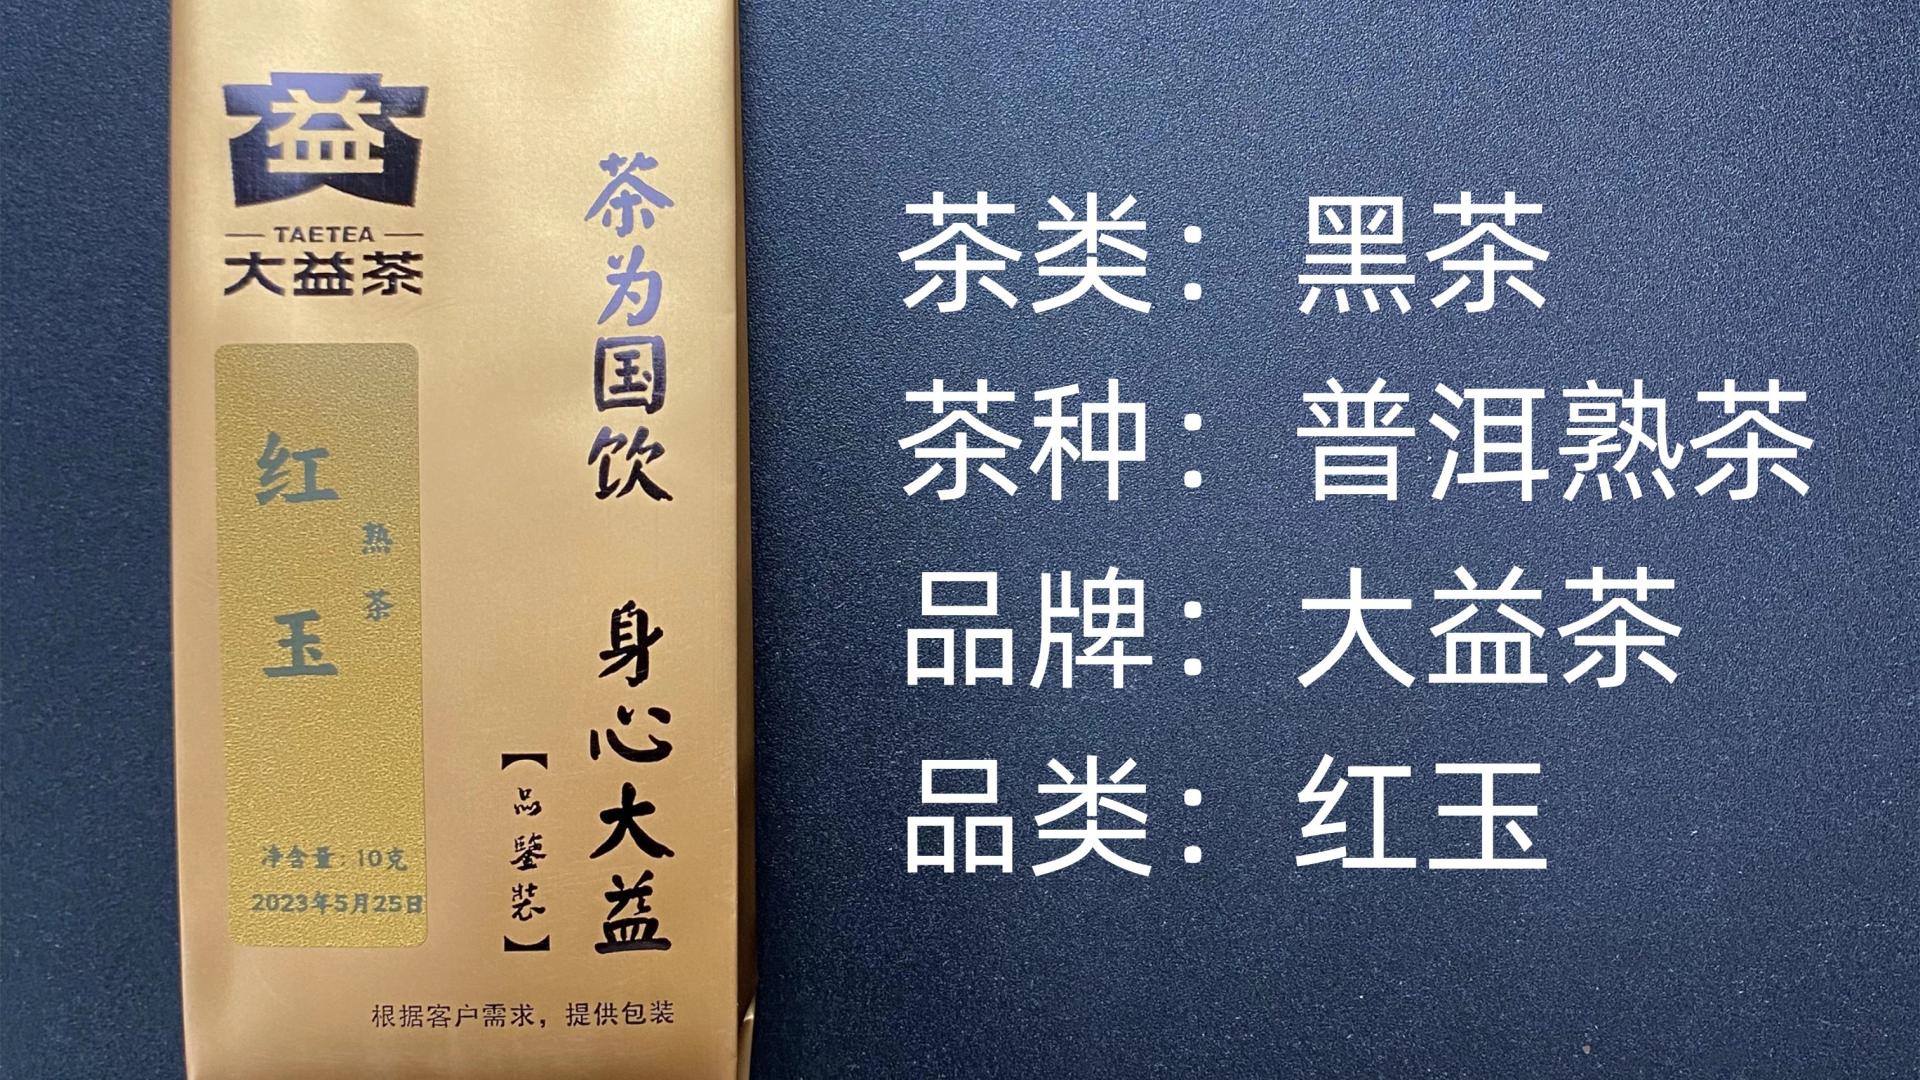 益
TAETEA
大益茶
红玉
熟茶
净含量:10克
2023年5月25日
茶为国饮 身心大益
【品鉴装】
根据客户需求，提供包装
茶类：黑茶
茶种：普洱熟茶
品牌：大益茶
品类：红玉